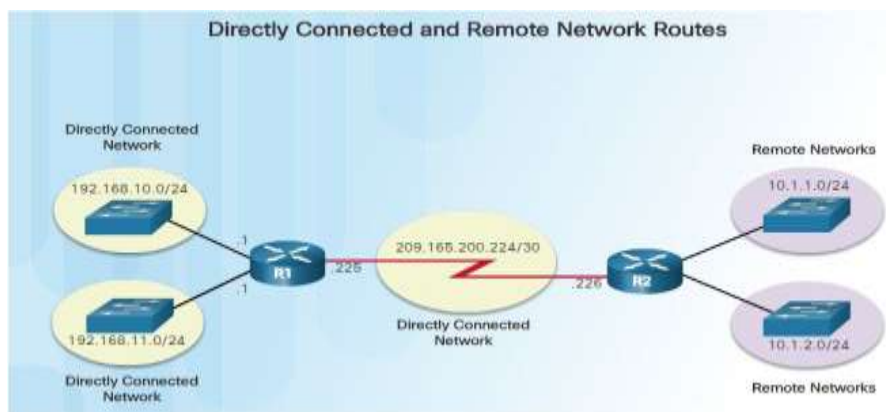 Directly Connected and Remote Network Routes
Directly Connected
Network
192.168.10.0/24
.1
R1
.1
192.168.11.0/24
Directly Connected
Network
.225
209.165.200.224/30
.226
Directly Connected
Network
R2
Remote Networks
10.1.1.0/24
10.1.2.0/24
Remote Networks